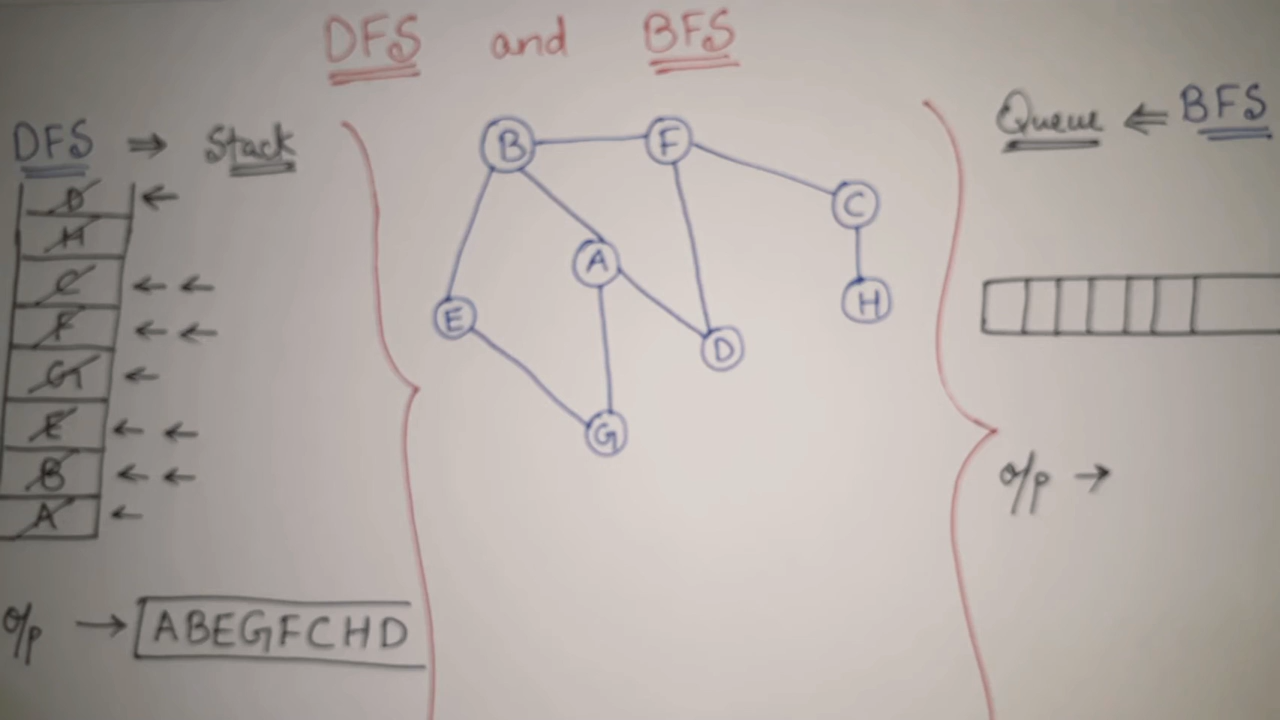 DFS and BFS
DFS ⇒ Stack
D ←
H
C ← ←
F ← ←
G ←
E ← ←
B ← ←
A ←
o/p → ABEGFCHD
B
F
C
A
H
E
D
G
Queue ⇐ BFS
o/p →